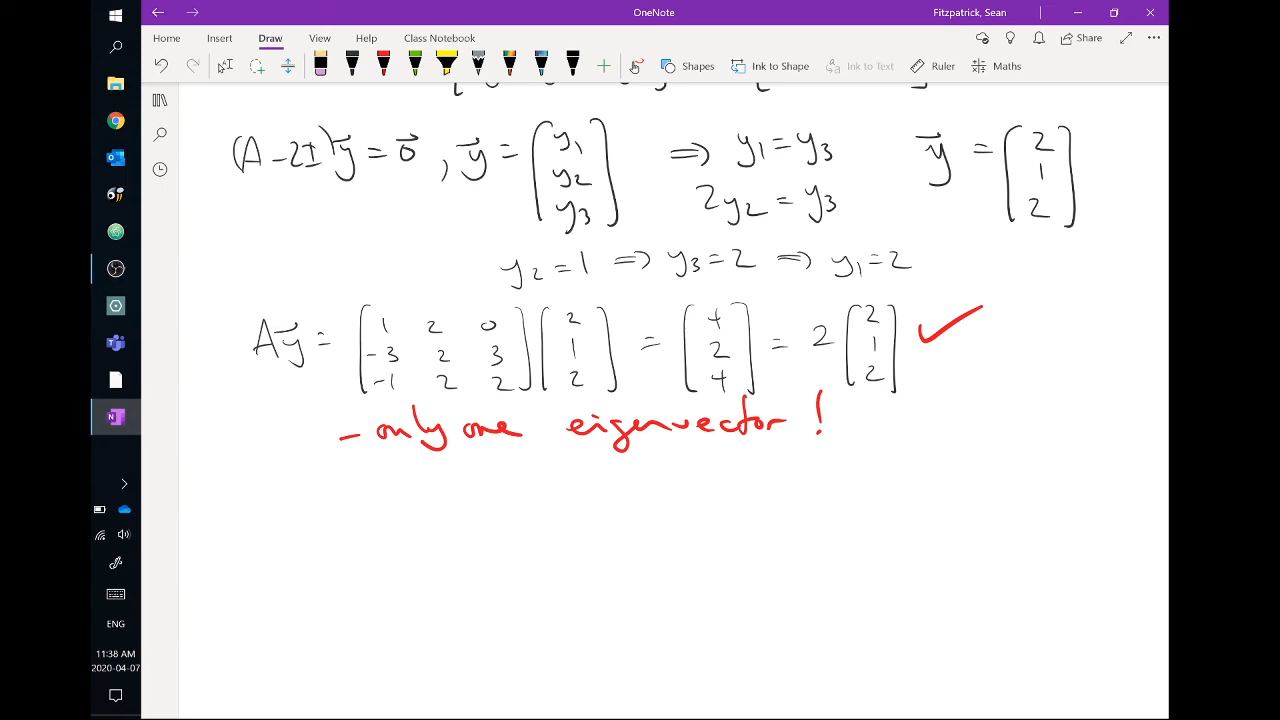 OneNote
Fitzpatrick, Sean
Home Insert Draw View Help Class Notebook Share
Shapes Ink to Shape Ink to Text Ruler Maths
(A - 2I)y⃗ = 0⃗ , y⃗ = [y₁ y₂ y₃] ⇒ y₁ = y₃ y⃗ = [2 1 2]
2y₂ = y₃
y₂ = 1 ⇒ y₃ = 2 ⇒ y₁ = 2
Ay⃗ = [1 2 0; -3 2 3; -1 2 2] [2 1 2] = [4 2 4] = 2 [2 1 2] ✓
- only one eigenvector !
ENG
11:38 AM
2020-04-07